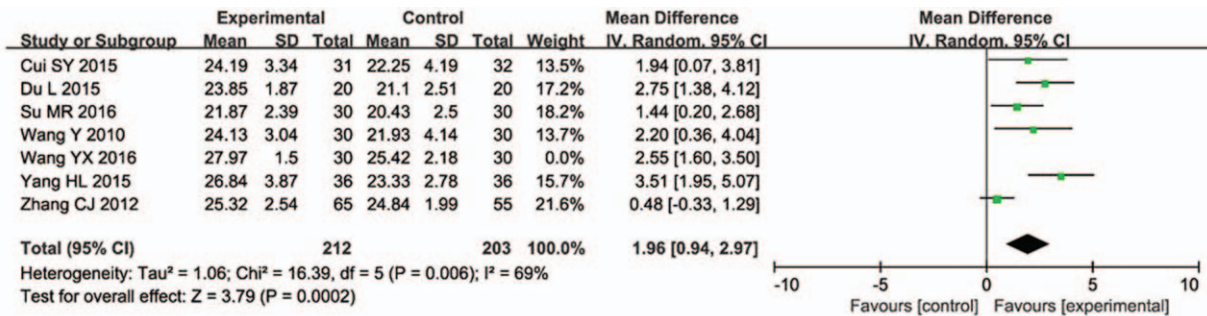 Experimental Control Mean Difference Mean Difference
Study or Subgroup Mean SD Total Mean SD Total Weight IV. Random. 95% CI IV. Random. 95% CI
Cui SY 2015 24.19 3.34 31 22.25 4.19 32 13.5% 1.94 [0.07, 3.81]
Du L 2015 23.85 1.87 20 21.1 2.51 20 17.2% 2.75 [1.38, 4.12]
Su MR 2016 21.87 2.39 30 20.43 2.5 30 18.2% 1.44 [0.20, 2.68]
Wang Y 2010 24.13 3.04 30 21.93 4.14 30 13.7% 2.20 [0.36, 4.04]
Wang YX 2016 27.97 1.5 30 25.42 2.18 30 0.0% 2.55 [1.60, 3.50]
Yang HL 2015 26.84 3.87 36 23.33 2.78 36 15.7% 3.51 [1.95, 5.07]
Zhang CJ 2012 25.32 2.54 65 24.84 1.99 55 21.6% 0.48 [-0.33, 1.29]
Total (95% CI) 212 203 100.0% 1.96 [0.94, 2.97]
Heterogeneity: Tau² = 1.06; Chi² = 16.39, df = 5 (P = 0.006); I² = 69%
Test for overall effect: Z = 3.79 (P = 0.0002)
-10 -5 0 5 10
Favours [control] Favours [experimental]